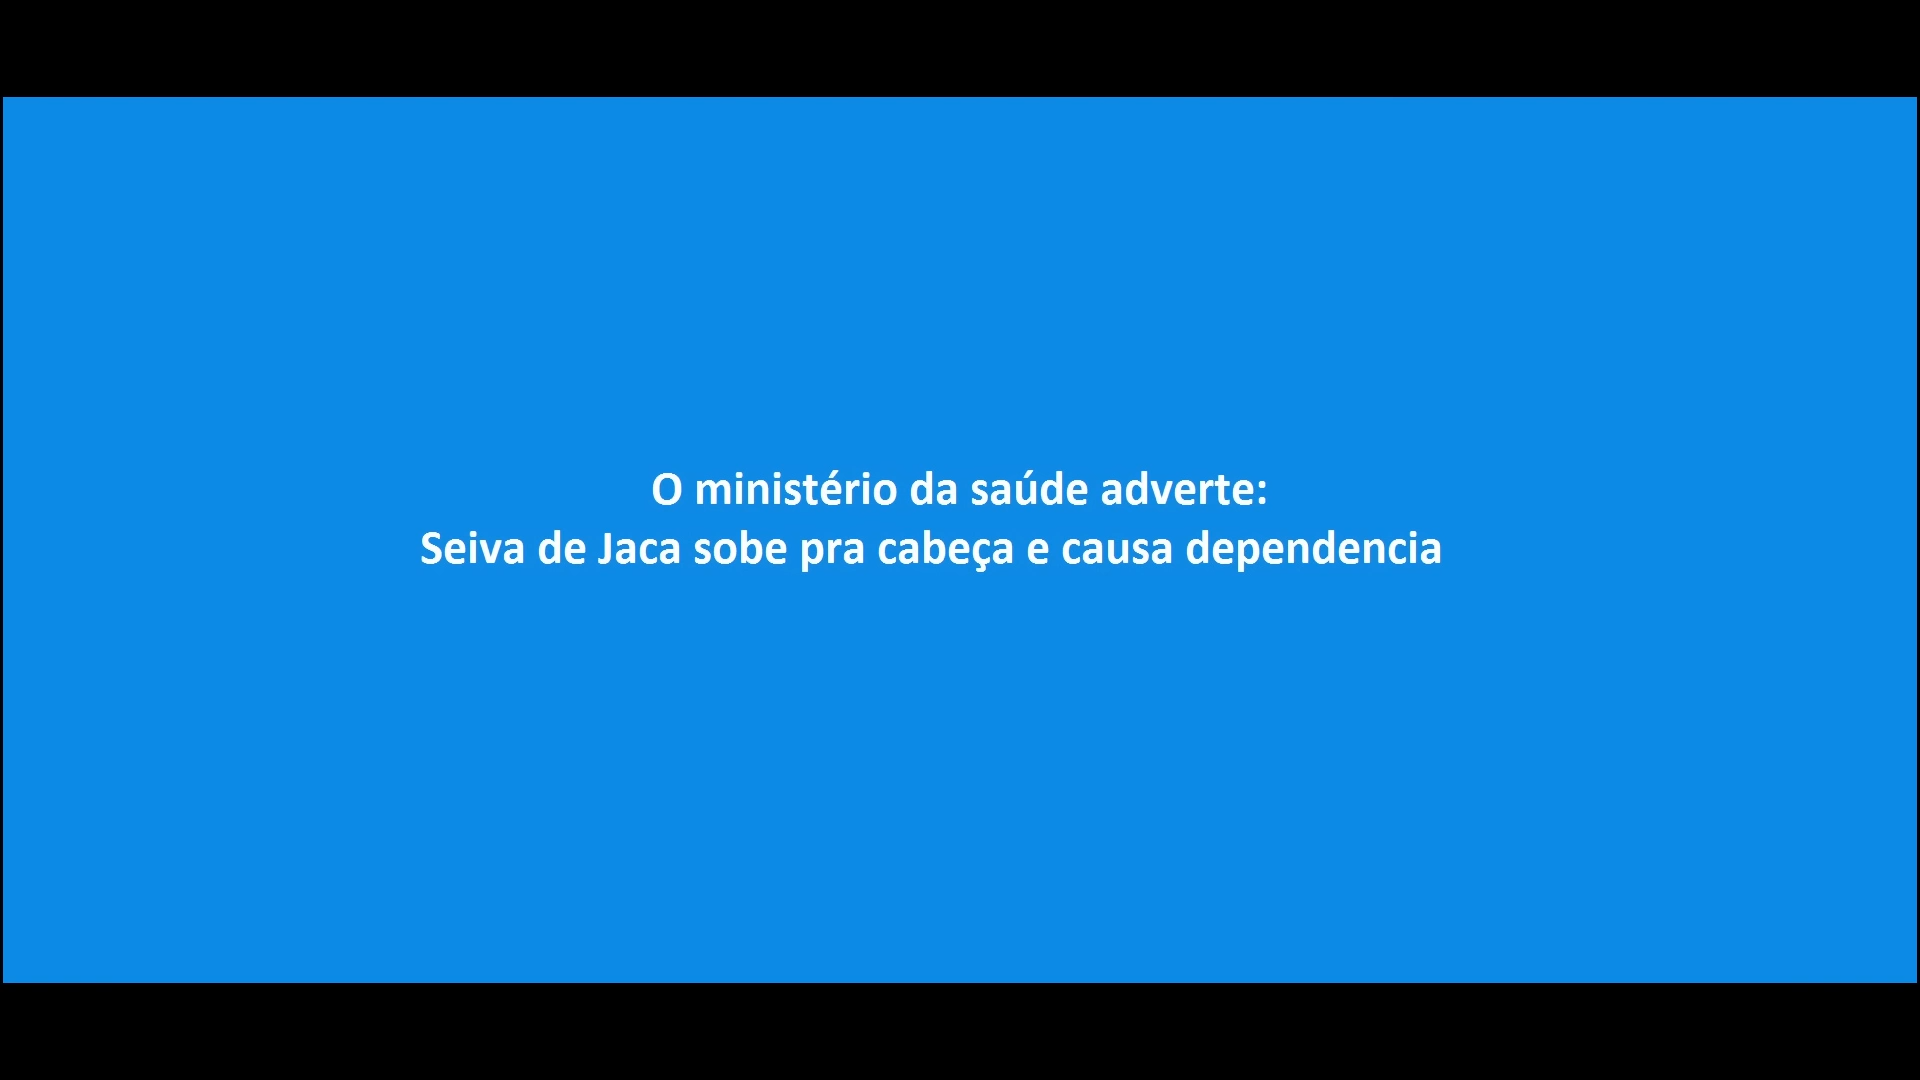 O ministério da saúde adverte:
Seiva de Jaca sobe pra cabeça e causa dependencia